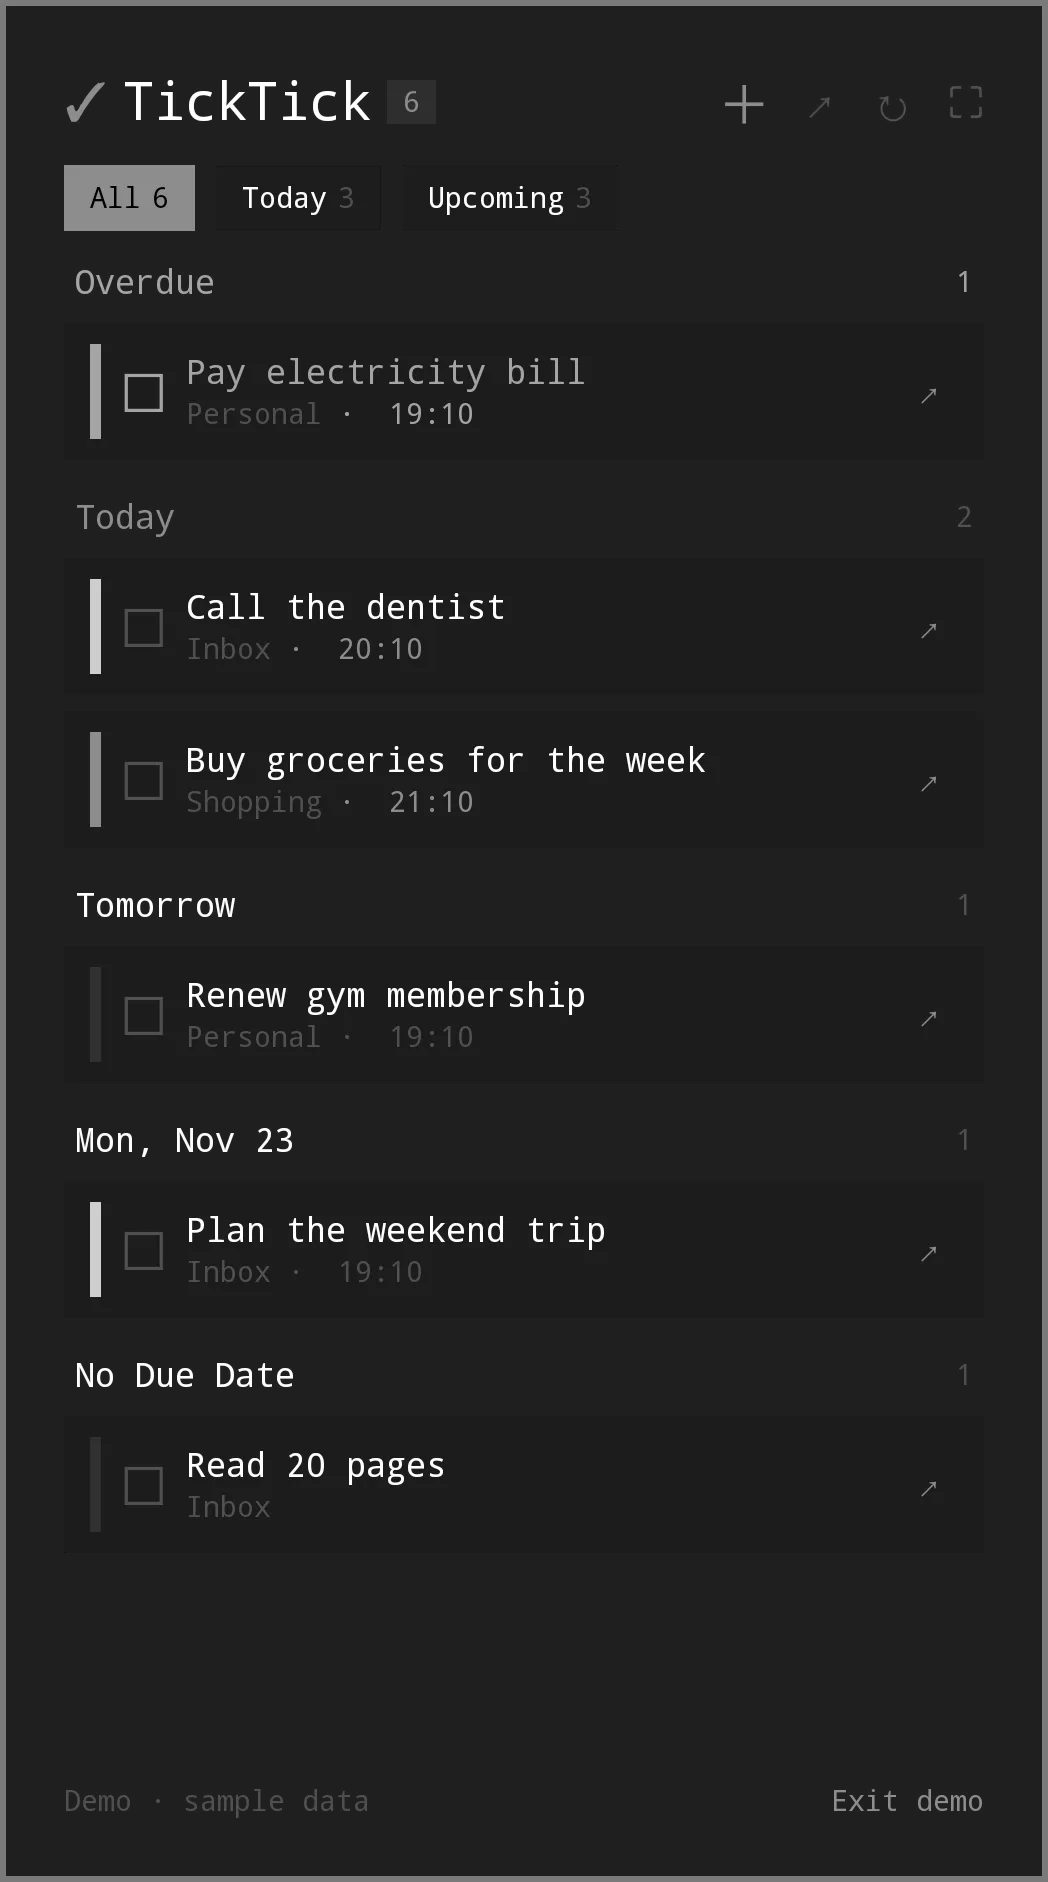 ✓ TickTick 6
All 6 Today 3 Upcoming 3
Overdue 1
Pay electricity bill
Personal · 19:10
Today 2
Call the dentist
Inbox · 20:10
Buy groceries for the week
Shopping · 21:10
Tomorrow 1
Renew gym membership
Personal · 19:10
Mon, Nov 23 1
Plan the weekend trip
Inbox · 19:10
No Due Date 1
Read 20 pages
Inbox
Demo · sample data Exit demo